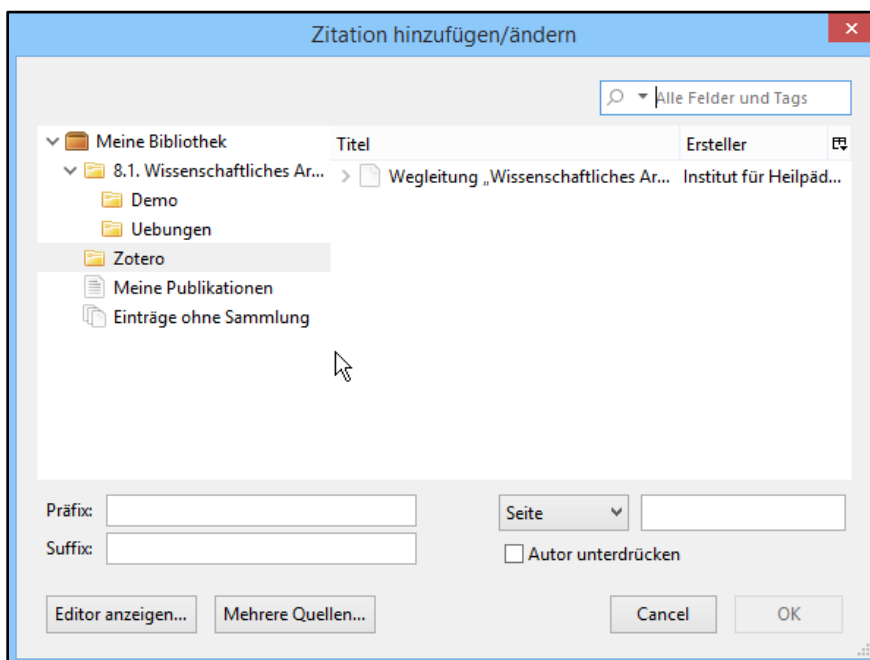 Zitation hinzufügen/ändern
Alle Felder und Tags
Meine Bibliothek
8.1. Wissenschaftliches Ar...
Demo
Uebungen
Zotero
Meine Publikationen
Einträge ohne Sammlung
Titel Ersteller
Wegleitung „Wissenschaftliches Ar... Institut für Heilpäd...
Präfix:
Seite
Suffix:
Autor unterdrücken
Editor anzeigen... Mehrere Quellen... Cancel OK